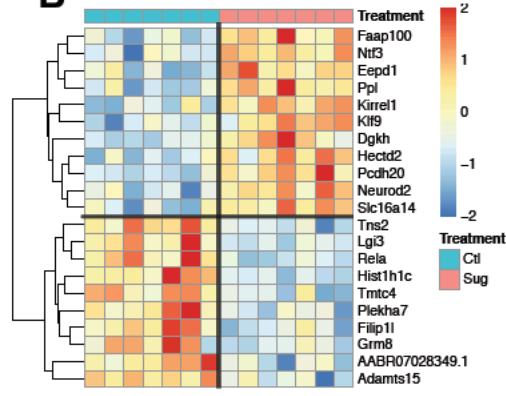 B
Treatment
Faap100
Ntf3
Eepd1
Ppl
Kirrel1
Klf9
Dgkh
Hectd2
Pcdh20
Neurod2
Slc16a14
Tns2
Lgi3
Rela
Hist1h1c
Tmtc4
Plekha7
Filip1l
Grm8
AABR07028349.1
Adamts15
2
1
0
−1
−2
Treatment
Ctl
Sug